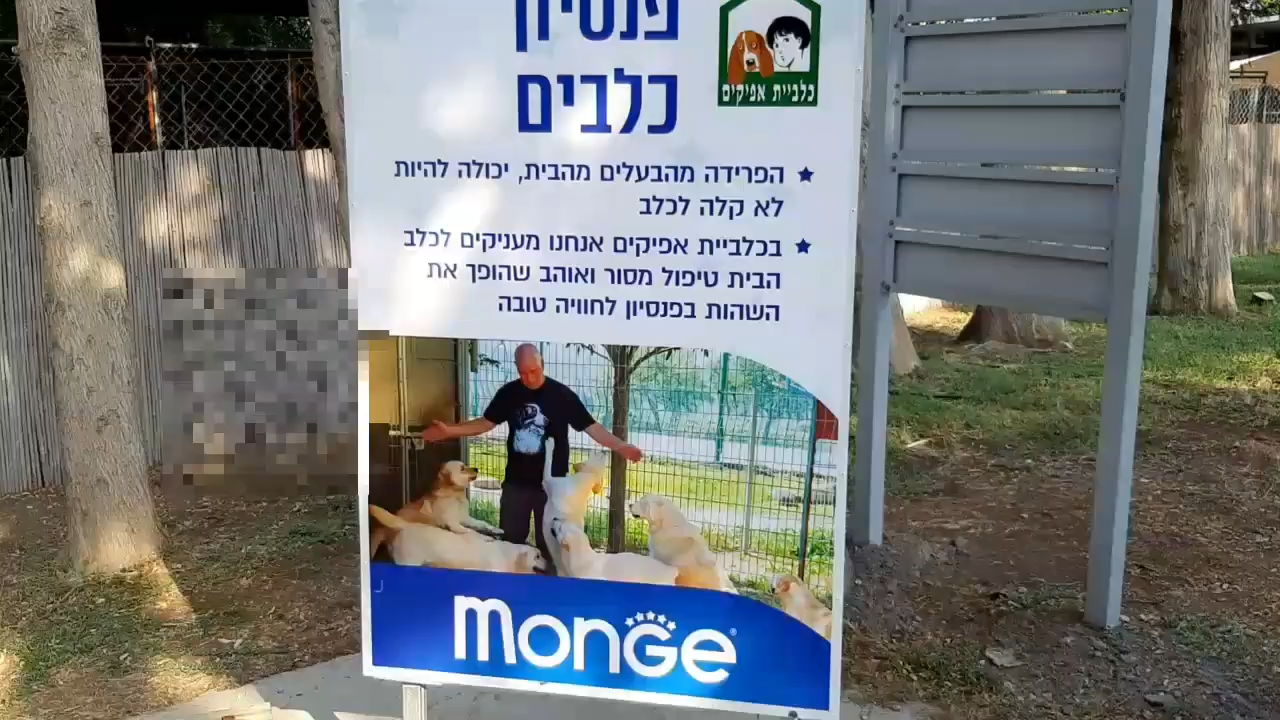 פנסיון
כלבים
כלביית אפיקים
הפרידה מהבעלים מהבית, יכולה להיות
לא קלה לכלב
בכלביית אפיקים אנחנו מעניקים לכלב
הבית טיפול מסור ואוהב שהופך את
השהות בפנסיון לחוויה טובה
monGe®